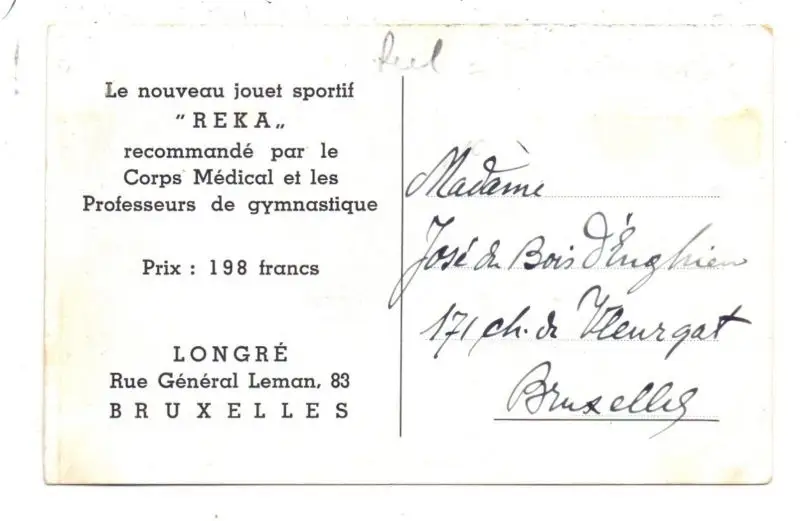 Le nouveau jouet sportif
"REKA„
recommandé par le
Corps Médical et les
Professeurs de gymnastique
Prix : 198 francs
LONGRÉ
Rue Général Leman, 83
BRUXELLES
Madame
José du Bois d'Enghien
171 ch. de Vleurgat
Bruxelles